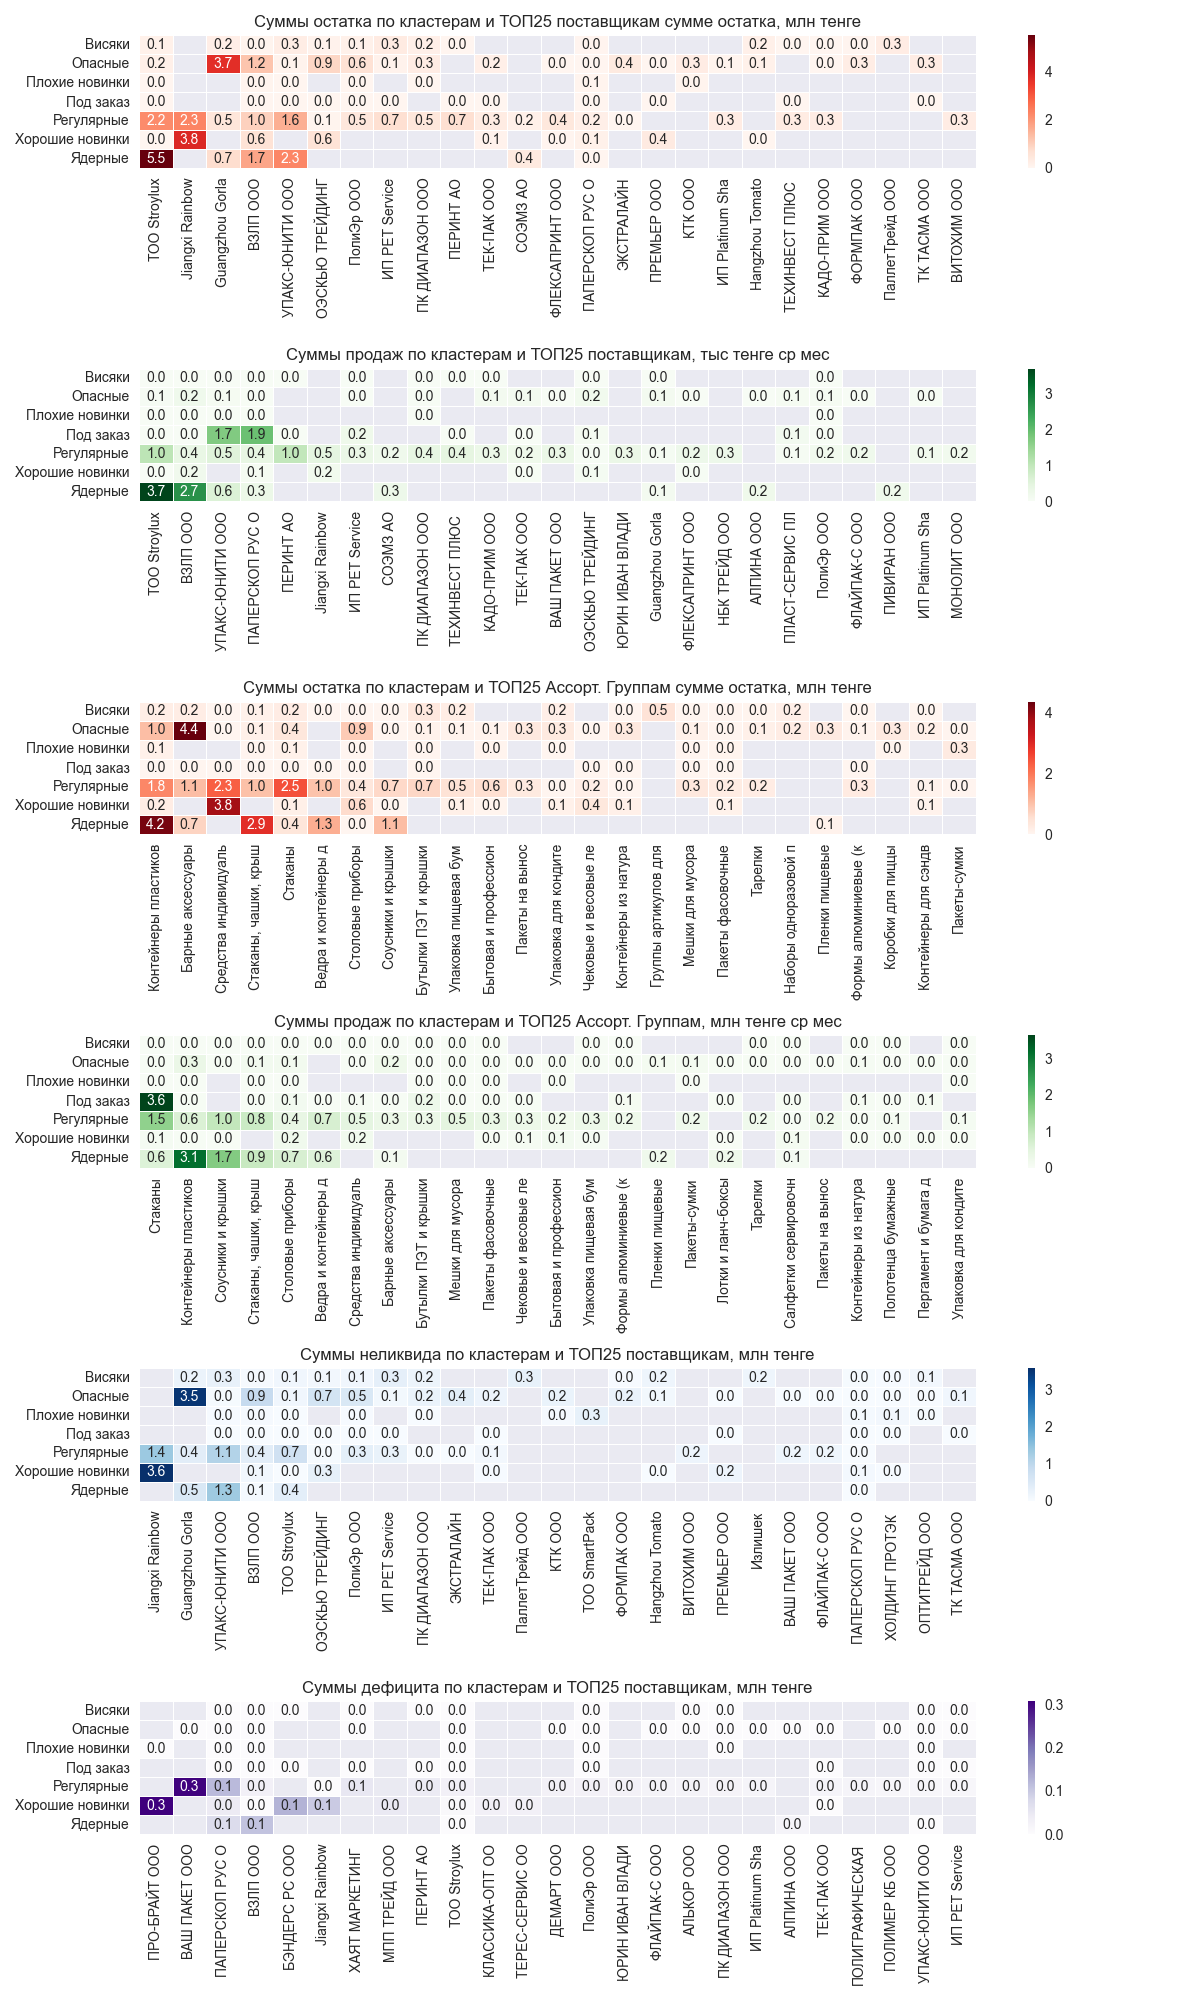 Суммы остатка по кластерам и ТОП25 поставщикам сумме остатка, млн тенге
Висяки 0.1 0.2 0.0 0.3 0.1 0.1 0.3 0.2 0.0 0.0 0.2 0.0 0.0 0.0 0.3
Опасные 0.2 3.7 1.2 0.1 0.9 0.6 0.1 0.3 0.2 0.0 0.0 0.4 0.0 0.3 0.1 0.1 0.0 0.3 0.3
Плохие новинки 0.0 0.0 0.0 0.0 0.0 0.1 0.0
Под заказ 0.0 0.0 0.0 0.0 0.0 0.0 0.0 0.0 0.0 0.0 0.0 0.0
Регулярные 2.2 2.3 0.5 1.0 1.6 0.1 0.5 0.7 0.5 0.7 0.3 0.2 0.4 0.2 0.0 0.3 0.3 0.3 0.3
Хорошие новинки 0.0 3.8 0.6 0.6 0.1 0.0 0.1 0.4 0.0
Ядерные 5.5 0.7 1.7 2.3 0.4 0.0
4
2
0
ТОО Stroylux
Jiangxi Rainbow
Guangzhou Gorla
ВЗЛП ООО
УПАКС-ЮНИТИ ООО
ОЭСКЬЮ ТРЕЙДИНГ
ПолиЭр ООО
ИП PET Service
ПК ДИАПАЗОН ООО
ПЕРИНТ АО
ТЕК-ПАК ООО
СОЭМЗ АО
ФЛЕКСАПРИНТ ООО
ПАПЕРСКОП РУС О
ЭКСТРАЛАЙН
ПРЕМЬЕР ООО
КТК ООО
ИП Platinum Sha
Hangzhou Tomato
ТЕХИНВЕСТ ПЛЮС
КАДО-ПРИМ ООО
ФОРМПАК ООО
ПаллетТрейд ООО
ТК ТАСМА ООО
ВИТОХИМ ООО
Суммы продаж по кластерам и ТОП25 поставщикам, тыс тенге ср мес
Висяки 0.0 0.0 0.0 0.0 0.0 0.0 0.0 0.0 0.0 0.0 0.0 0.0
Опасные 0.1 0.2 0.1 0.0 0.0 0.0 0.1 0.1 0.0 0.2 0.1 0.0 0.0 0.1 0.1 0.0 0.0
Плохие новинки 0.0 0.0 0.0 0.0 0.0 0.0
Под заказ 0.0 0.0 1.7 1.9 0.0 0.2 0.0 0.0 0.1 0.1 0.0
Регулярные 1.0 0.4 0.5 0.4 1.0 0.5 0.3 0.2 0.4 0.4 0.3 0.2 0.3 0.0 0.3 0.1 0.2 0.3 0.1 0.2 0.2 0.1 0.2
Хорошие новинки 0.0 0.2 0.1 0.2 0.0 0.1 0.0
Ядерные 3.7 2.7 0.6 0.3 0.3 0.1 0.2 0.2
3
2
1
0
ТОО Stroylux
ВЗЛП ООО
УПАКС-ЮНИТИ ООО
ПАПЕРСКОП РУС О
ПЕРИНТ АО
Jiangxi Rainbow
ИП PET Service
СОЭМЗ АО
ПК ДИАПАЗОН ООО
ТЕХИНВЕСТ ПЛЮС
КАДО-ПРИМ ООО
ТЕК-ПАК ООО
ВАШ ПАКЕТ ООО
ОЭСКЬЮ ТРЕЙДИНГ
ЮРИН ИВАН ВЛАДИ
Guangzhou Gorla
ФЛЕКСАПРИНТ ООО
НБК ТРЕЙД ООО
АЛПИНА ООО
ПЛАСТ-СЕРВИС ПЛ
ПолиЭр ООО
ФЛАЙПАК-С ООО
ПИВИРАН ООО
ИП Platinum Sha
МОНОЛИТ ООО
Суммы остатка по кластерам и ТОП25 Ассорт. Группам сумме остатка, млн тенге
Висяки 0.2 0.2 0.0 0.1 0.2 0.0 0.0 0.0 0.3 0.2 0.2 0.0 0.5 0.0 0.0 0.0 0.2 0.0 0.0
Опасные 1.0 4.4 0.0 0.1 0.4 0.9 0.0 0.1 0.1 0.1 0.3 0.3 0.0 0.3 0.1 0.0 0.1 0.2 0.3 0.1 0.3 0.2 0.0
Плохие новинки 0.1 0.0 0.1 0.0 0.0 0.0 0.0 0.0 0.0 0.0 0.3
Под заказ 0.0 0.0 0.0 0.0 0.0 0.0 0.0 0.0 0.0 0.0 0.0 0.0 0.0
Регулярные 1.8 1.1 2.3 1.0 2.5 1.0 0.4 0.7 0.7 0.5 0.6 0.3 0.0 0.2 0.0 0.3 0.2 0.2 0.3 0.1 0.0
Хорошие новинки 0.2 3.8 0.1 0.6 0.0 0.1 0.0 0.1 0.4 0.1 0.1 0.1
Ядерные 4.2 0.7 2.9 0.4 1.3 0.0 1.1 0.1
4
2
0
Контейнеры пластиков
Барные аксессуары
Средства индивидуаль
Стаканы, чашки, крыш
Стаканы
Ведра и контейнеры д
Столовые приборы
Соусники и крышки
Бутылки ПЭТ и крышки
Упаковка пищевая бум
Бытовая и профессион
Пакеты на вынос
Упаковка для кондите
Чековые и весовые ле
Контейнеры из натура
Группы артикулов для
Мешки для мусора
Пакеты фасовочные
Тарелки
Наборы одноразовой п
Пленки пищевые
Формы алюминиевые (к
Коробки для пиццы
Контейнеры для сэндв
Пакеты-сумки
Суммы продаж по кластерам и ТОП25 Ассорт. Группам, млн тенге ср мес
Висяки 0.0 0.0 0.0 0.0 0.0 0.0 0.0 0.0 0.0 0.0 0.0 0.0 0.0 0.0 0.0 0.0 0.0 0.0
Опасные 0.0 0.3 0.0 0.1 0.1 0.0 0.2 0.0 0.0 0.0 0.0 0.0 0.0 0.0 0.1 0.1 0.0 0.0 0.0 0.0 0.1 0.0 0.0 0.0
Плохие новинки 0.0 0.0 0.0 0.0 0.0 0.0 0.0 0.0 0.0 0.0
Под заказ 3.6 0.0 0.0 0.1 0.0 0.1 0.0 0.2 0.0 0.0 0.1 0.0 0.0 0.1 0.0 0.1
Регулярные 1.5 0.6 1.0 0.8 0.4 0.7 0.5 0.3 0.3 0.5 0.3 0.3 0.2 0.3 0.2 0.2 0.2 0.0 0.2 0.0 0.1 0.1
Хорошие новинки 0.1 0.0 0.0 0.2 0.2 0.0 0.1 0.1 0.0 0.0 0.1 0.0 0.0 0.0 0.0
Ядерные 0.6 3.1 1.7 0.9 0.7 0.6 0.1 0.2 0.2 0.1
3
2
1
0
Стаканы
Контейнеры пластиков
Соусники и крышки
Стаканы, чашки, крыш
Столовые приборы
Ведра и контейнеры д
Средства индивидуаль
Барные аксессуары
Бутылки ПЭТ и крышки
Мешки для мусора
Пакеты фасовочные
Чековые и весовые ле
Бытовая и профессион
Упаковка пищевая бум
Формы алюминиевые (к
Пленки пищевые
Пакеты-сумки
Лотки и ланч-боксы
Тарелки
Салфетки сервировочн
Пакеты на вынос
Контейнеры из натура
Полотенца бумажные
Пергамент и бумага д
Упаковка для кондите
Суммы неликвида по кластерам и ТОП25 поставщикам, млн тенге
Висяки 0.2 0.3 0.0 0.1 0.1 0.1 0.3 0.2 0.3 0.0 0.2 0.2 0.0 0.0 0.1
Опасные 3.5 0.0 0.9 0.1 0.7 0.5 0.1 0.2 0.4 0.2 0.2 0.2 0.1 0.0 0.0 0.0 0.0 0.0 0.0 0.1
Плохие новинки 0.0 0.0 0.0 0.0 0.0 0.0 0.3 0.1 0.1 0.0
Под заказ 0.0 0.0 0.0 0.0 0.0 0.0 0.0 0.0 0.0 0.0
Регулярные 1.4 0.4 1.1 0.4 0.7 0.0 0.3 0.3 0.0 0.0 0.1 0.2 0.2 0.2 0.0
Хорошие новинки 3.6 0.1 0.0 0.3 0.0 0.0 0.2 0.1 0.0
Ядерные 0.5 1.3 0.1 0.4 0.0
3
2
1
0
Jiangxi Rainbow
Guangzhou Gorla
УПАКС-ЮНИТИ ООО
ВЗЛП ООО
ТОО Stroylux
ОЭСКЬЮ ТРЕЙДИНГ
ПолиЭр ООО
ИП PET Service
ПК ДИАПАЗОН ООО
ЭКСТРАЛАЙН
ТЕК-ПАК ООО
ПаллетТрейд ООО
КТК ООО
ТОО SmartPack
ФОРМПАК ООО
Hangzhou Tomato
ВИТОХИМ ООО
ПРЕМЬЕР ООО
Излишек
ВАШ ПАКЕТ ООО
ФЛАЙПАК-С ООО
ПАПЕРСКОП РУС О
ХОЛДИНГ ПРОТЭК
ОПТИТРЕЙД ООО
ТК ТАСМА ООО
Суммы дефицита по кластерам и ТОП25 поставщикам, млн тенге
Висяки 0.0 0.0 0.0 0.0 0.0 0.0 0.0 0.0 0.0 0.0 0.0
Опасные 0.0 0.0 0.0 0.0 0.0 0.0 0.0 0.0 0.0 0.0 0.0 0.0 0.0 0.0 0.0 0.0
Плохие новинки 0.0 0.0 0.0 0.0 0.0 0.0 0.0
Под заказ 0.0 0.0 0.0 0.0 0.0 0.0 0.0 0.0 0.0 0.0
Регулярные 0.3 0.1 0.0 0.0 0.1 0.0 0.0 0.0 0.0 0.0 0.0 0.0 0.0 0.0 0.0 0.0 0.0 0.0 0.0
Хорошие новинки 0.3 0.0 0.0 0.1 0.1 0.0 0.0 0.0 0.0 0.0
Ядерные 0.1 0.1 0.0 0.0 0.0
0.3
0.2
0.1
0.0
ПРО-БРАЙТ ООО
ВАШ ПАКЕТ ООО
ПАПЕРСКОП РУС О
ВЗЛП ООО
БЭНДЕРС РС ООО
Jiangxi Rainbow
ХАЯТ МАРКЕТИНГ
МПП ТРЕЙД ООО
ПЕРИНТ АО
ТОО Stroylux
КЛАССИКА-ОПТ ОО
ТЕРЕС-СЕРВИС ОО
ДЕМАРТ ООО
ПолиЭр ООО
ЮРИН ИВАН ВЛАДИ
ФЛАЙПАК-С ООО
АЛЬКОР ООО
ПК ДИАПАЗОН ООО
ИП Platinum Sha
АЛПИНА ООО
ТЕК-ПАК ООО
ПОЛИГРАФИЧЕСКАЯ
ПОЛИМЕР КБ ООО
УПАКС-ЮНИТИ ООО
ИП PET Service